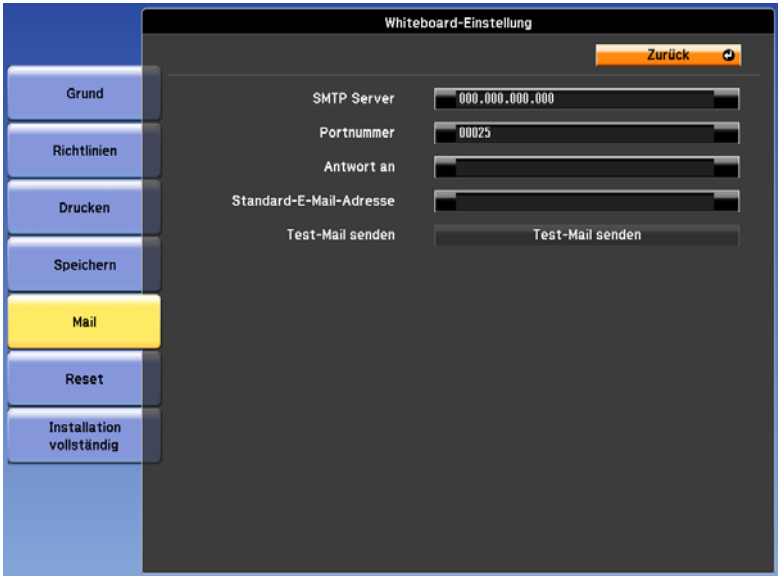 Whiteboard-Einstellung
Zurück
Grund
Richtlinien
Drucken
Speichern
Mail
Reset
Installation
vollständig
SMTP Server 000.000.000.000
Portnummer 00025
Antwort an
Standard-E-Mail-Adresse
Test-Mail senden Test-Mail senden